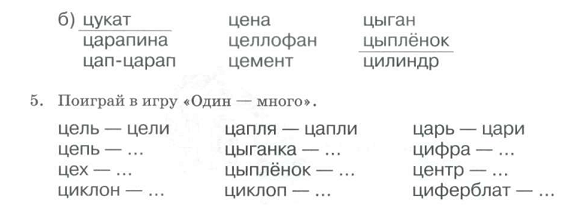 б) цукат цена цыган
царапина целлофан цыплёнок
цап-царап цемент цилиндр
5. Поиграй в игру «Один — много».
цель — цели цапля — цапли царь — цари
цепь — ... цыганка — ... цифра — ...
цех — ... цыплёнок — ... центр — ...
циклон — ... циклоп — ... циферблат — ...